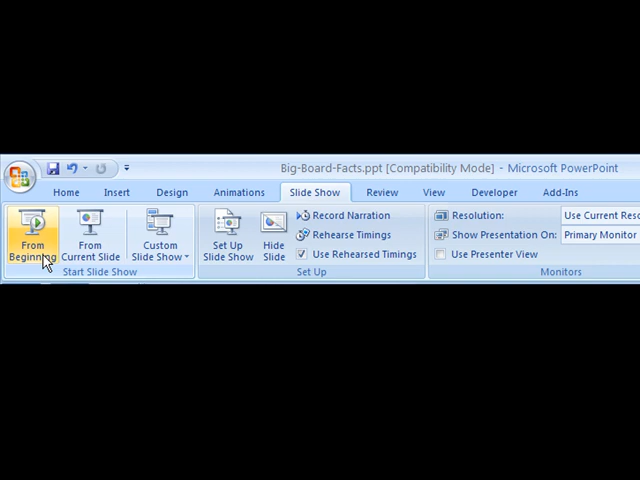 Big-Board-Facts.ppt [Compatibility Mode] - Microsoft PowerPoint
Home Insert Design Animations Slide Show Review View Developer Add-Ins
From Beginning
From Current Slide
Custom Slide Show
Start Slide Show
Set Up Slide Show
Hide Slide
Record Narration
Rehearse Timings
Use Rehearsed Timings
Set Up
Resolution: Use Current Reso
Show Presentation On: Primary Monitor
Use Presenter View
Monitors